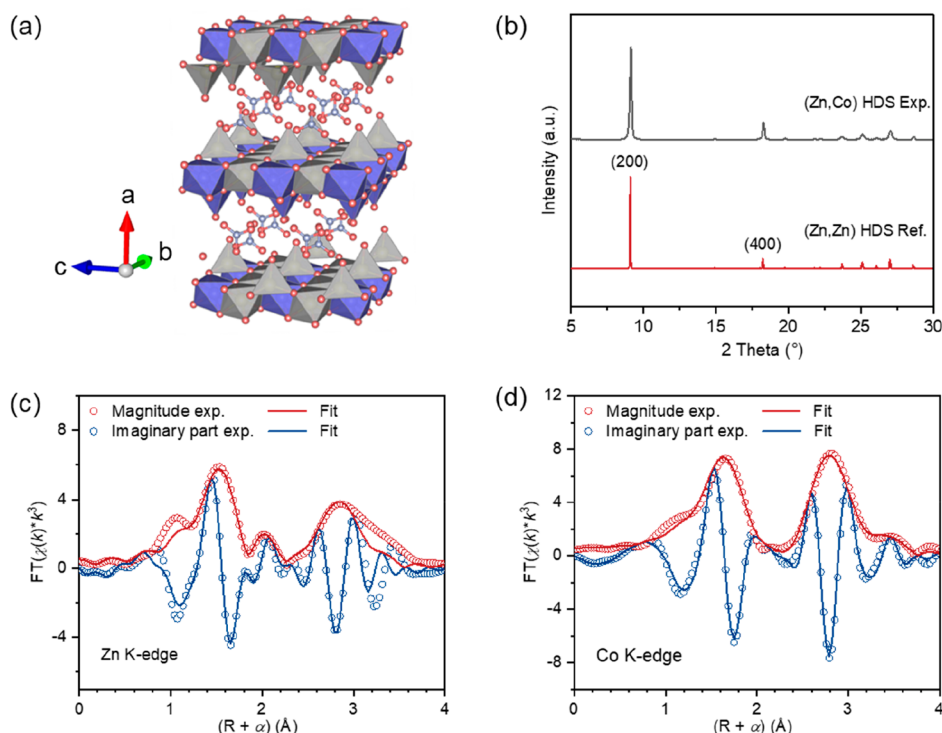 (a)
a
b
c
(b)
Intensity (a.u.)
(Zn,Co) HDS Exp.
(200)
(Zn,Zn) HDS Ref.
(400)
5 10 15 20 25 30
2 Theta (°)
(c)
Magnitude exp.
Fit
Imaginary part exp.
Fit
FT(χ(k)*k³)
8
4
0
-4
Zn K-edge
0 1 2 3 4
(R + α) (Å)
(d)
Magnitude exp.
Fit
Imaginary part exp.
Fit
FT(χ(k)*k³)
12
8
4
0
-4
-8
Co K-edge
0 1 2 3 4
(R + α) (Å)